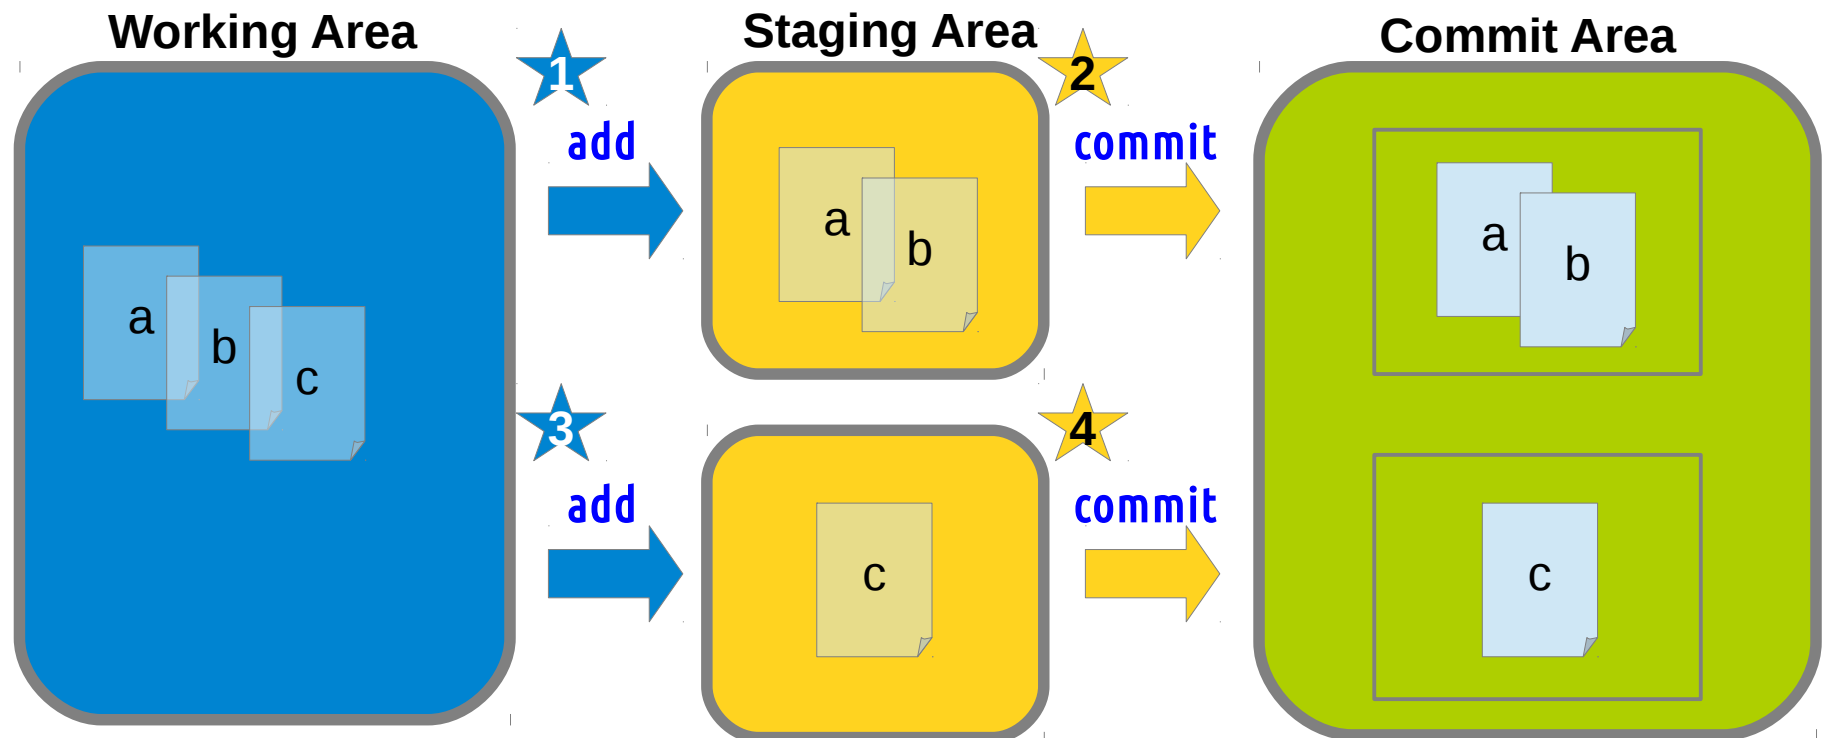 Working Area
Staging Area
Commit Area
1
add
2
commit
a
b
c
a
b
a
b
3
add
4
commit
c
c